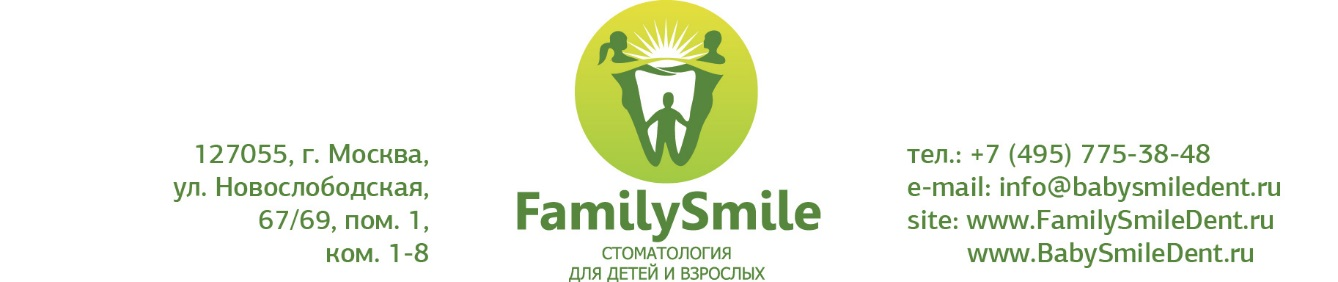 127055, г. Москва,
ул. Новослободская,
67/69, пом. 1,
ком. 1-8
FamilySmile
СТОМАТОЛОГИЯ
ДЛЯ ДЕТЕЙ И ВЗРОСЛЫХ
тел.: +7 (495) 775-38-48
e-mail: info@babysmiledent.ru
site: www.FamilySmileDent.ru
www.BabySmileDent.ru